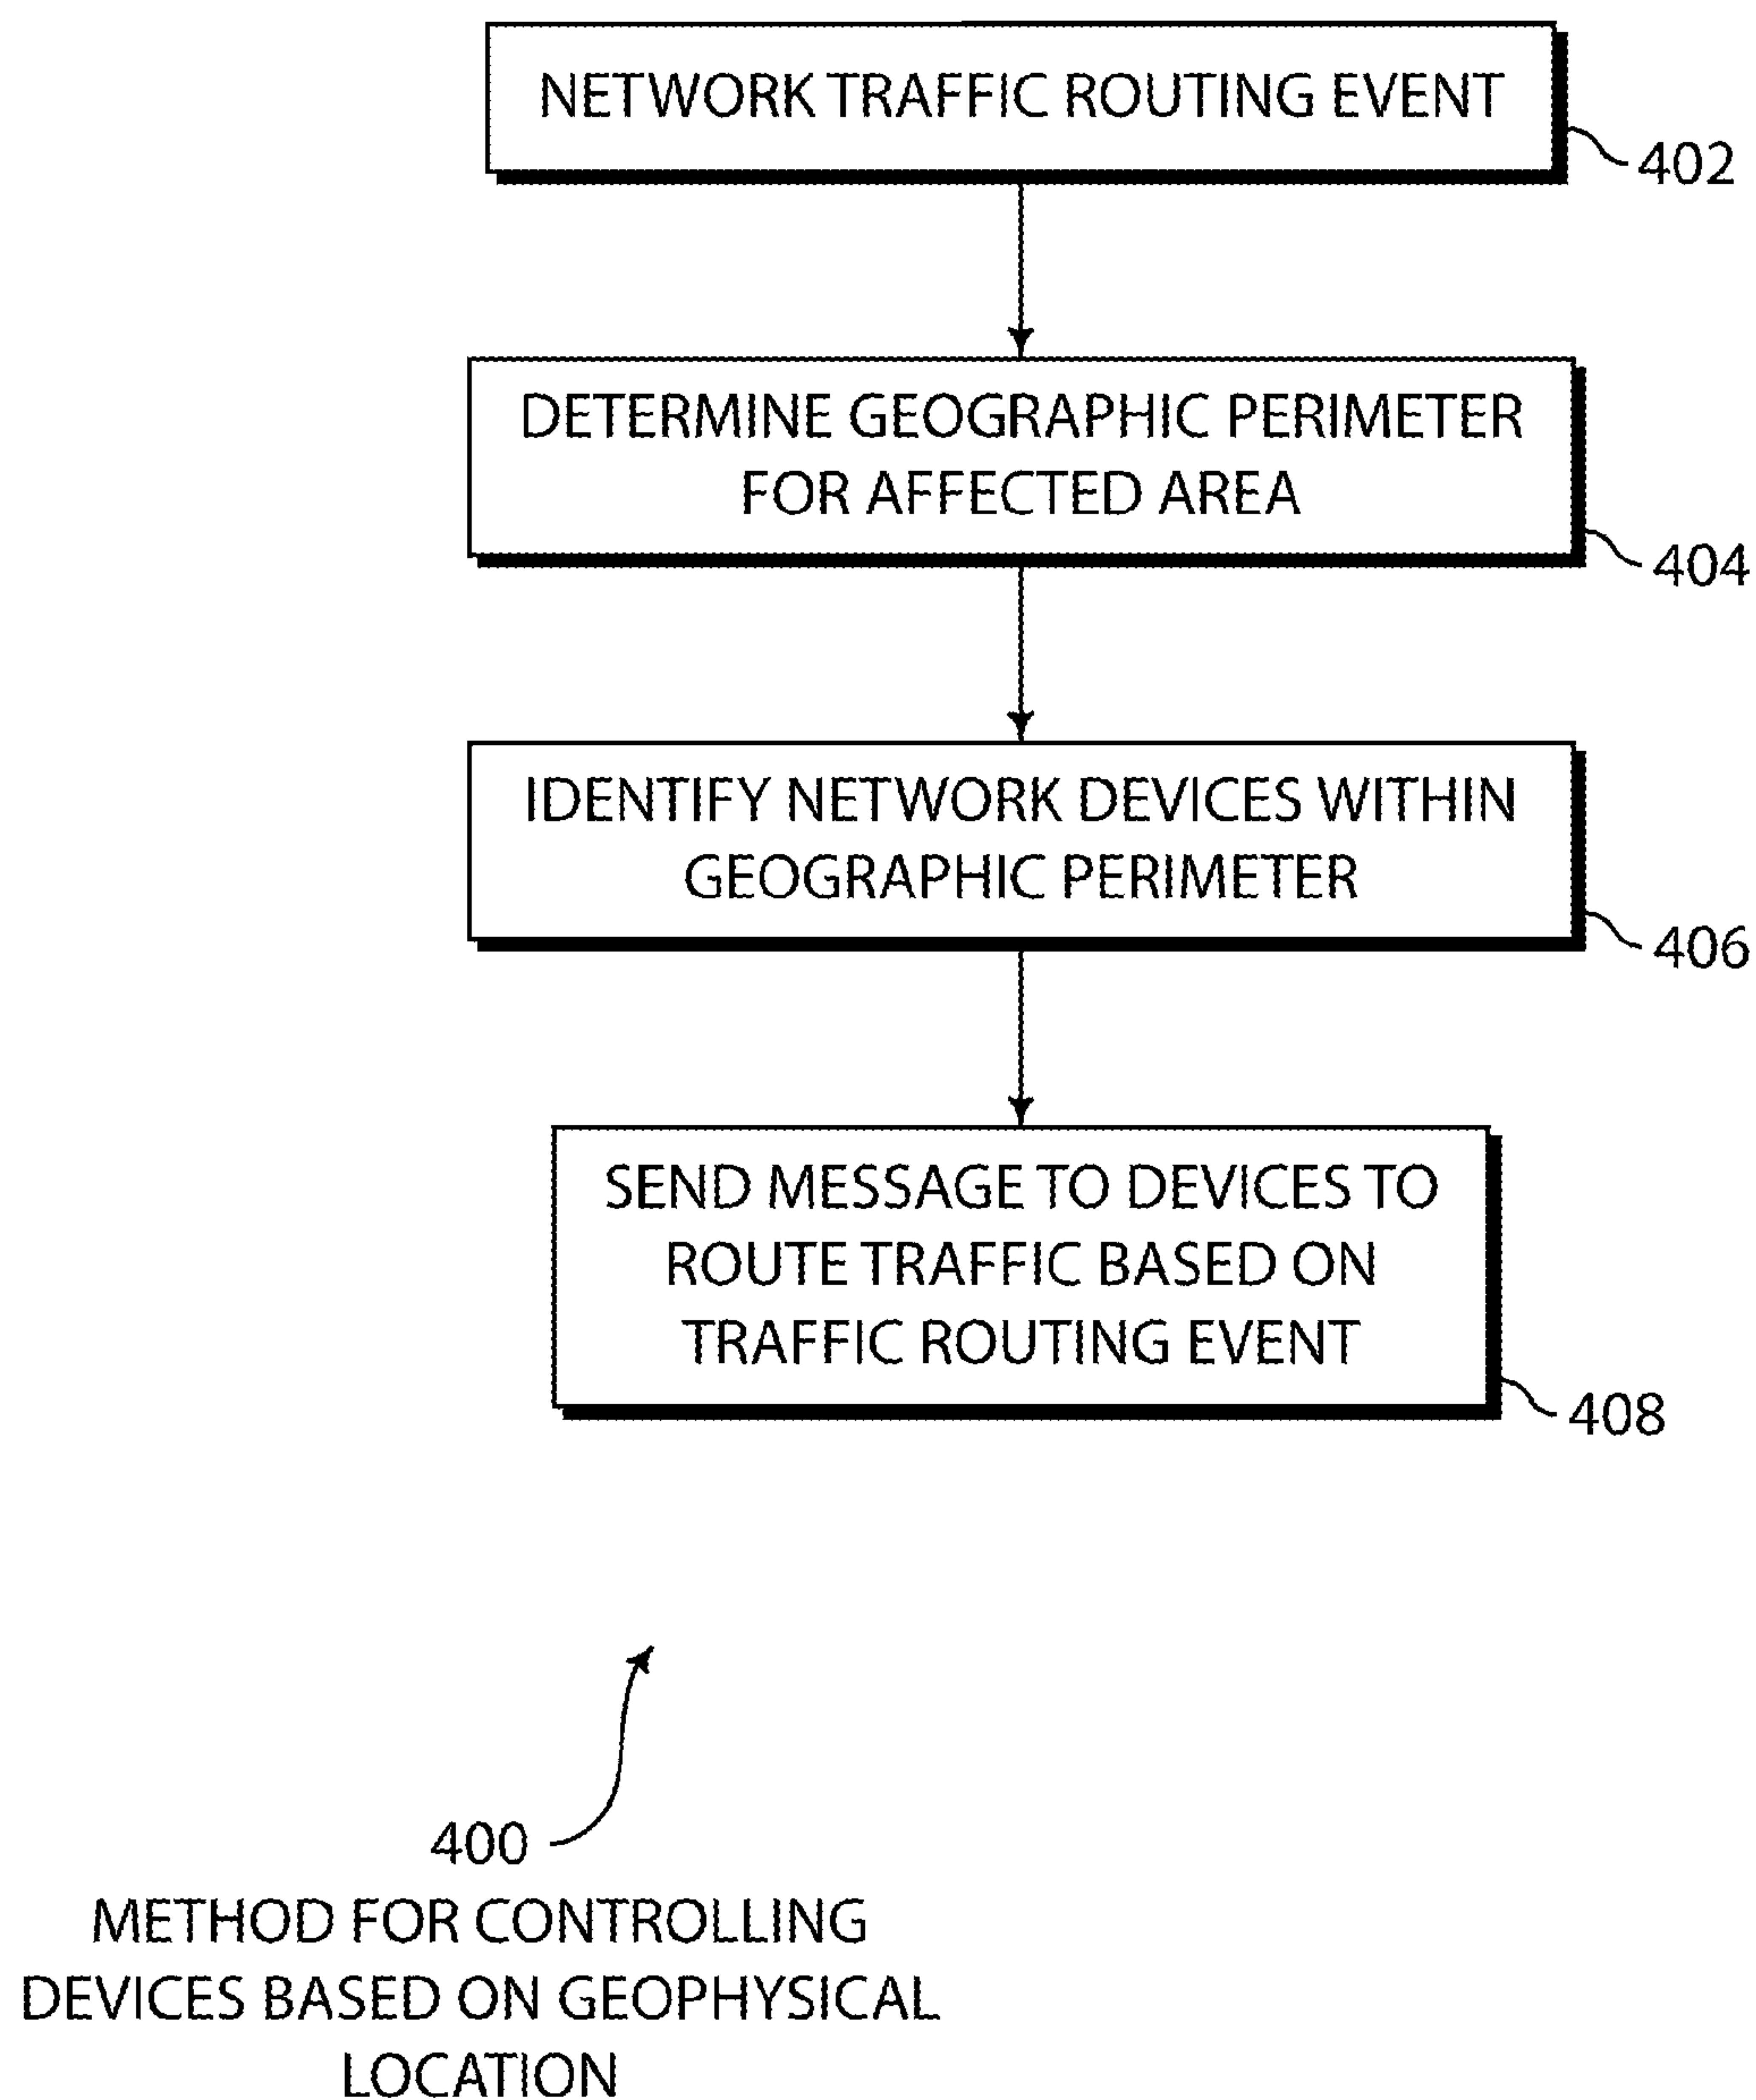 NETWORK TRAFFIC ROUTING EVENT
402
DETERMINE GEOGRAPHIC PERIMETER
FOR AFFECTED AREA
404
IDENTIFY NETWORK DEVICES WITHIN
GEOGRAPHIC PERIMETER
406
SEND MESSAGE TO DEVICES TO
ROUTE TRAFFIC BASED ON
TRAFFIC ROUTING EVENT
408
400
METHOD FOR CONTROLLING
DEVICES BASED ON GEOPHYSICAL
LOCATION